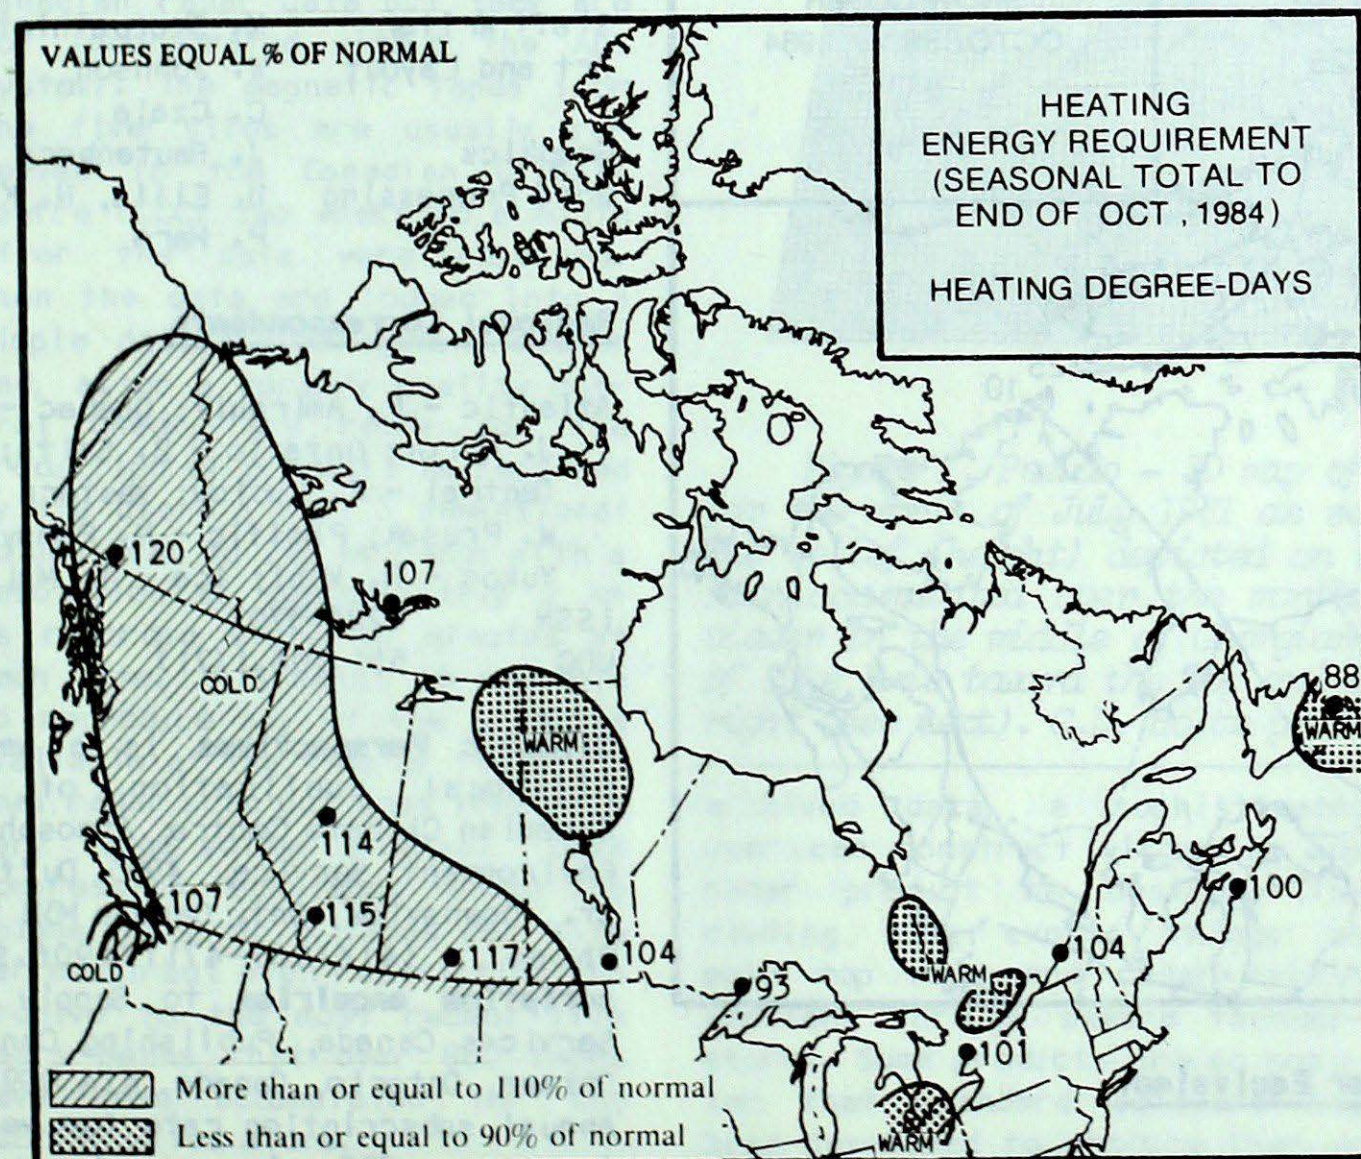 VALUES EQUAL % OF NORMAL
HEATING
ENERGY REQUIREMENT
(SEASONAL TOTAL TO
END OF OCT, 1984)
HEATING DEGREE-DAYS
120
107
COLD
WARM
88
WARM
114
107
115
117
104
100
104
COLD
93
WARM
101
More than or equal to 110% of normal
Less than or equal to 90% of normal
WARM